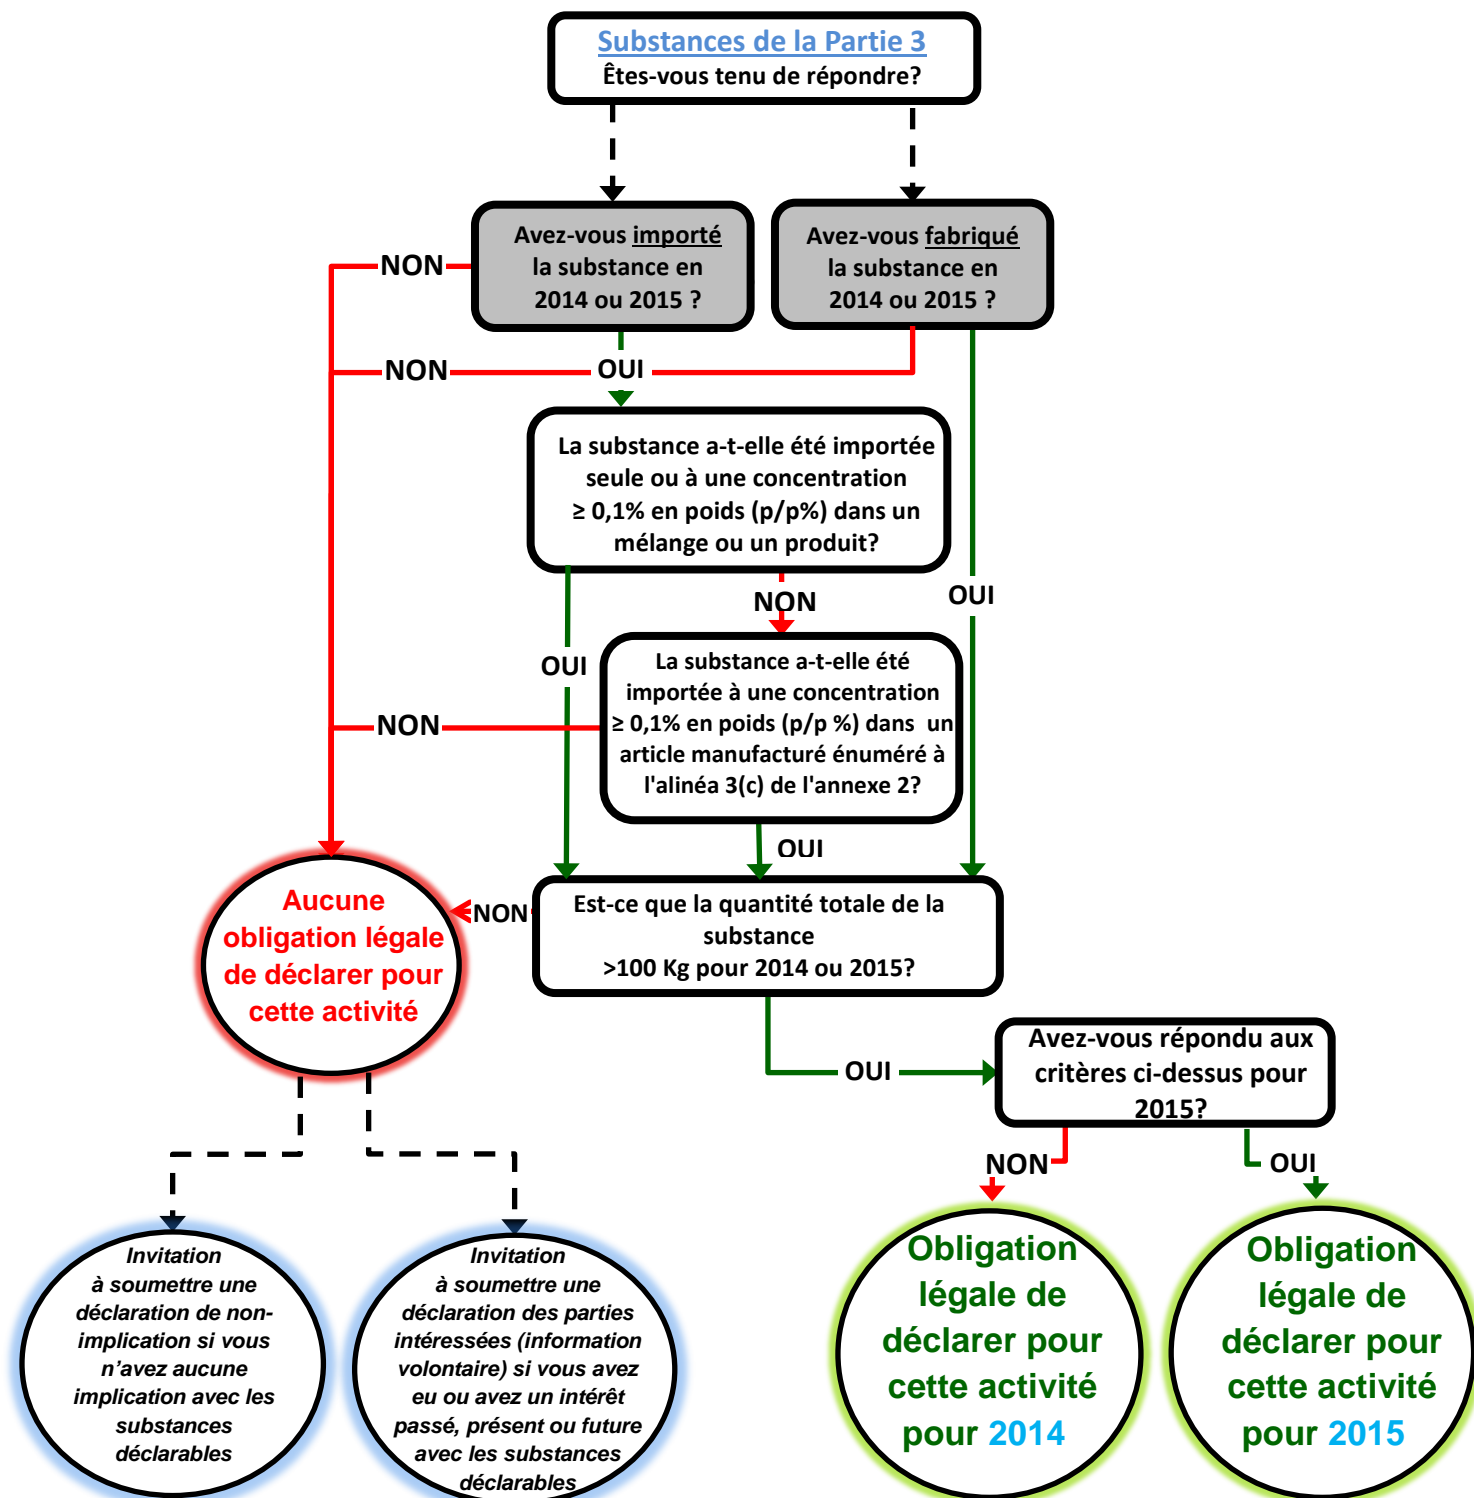 Substances de la Partie 3
Êtes-vous tenu de répondre?
Avez-vous importé
la substance en
2014 ou 2015 ?
Avez-vous fabriqué
la substance en
2014 ou 2015 ?
NON
NON
OUI
La substance a-t-elle été importée
seule ou à une concentration
≥ 0,1% en poids (p/p%) dans un
mélange ou un produit?
OUI
NON
OUI
La substance a-t-elle été
importée à une concentration
≥ 0,1% en poids (p/p %) dans un
article manufacturé énuméré à
l'alinéa 3(c) de l'annexe 2?
NON
OUI
Est-ce que la quantité totale de la
substance
>100 Kg pour 2014 ou 2015?
NON
Aucune
obligation légale
de déclarer pour
cette activité
OUI
Avez-vous répondu aux
critères ci-dessus pour
2015?
NON
OUI
Invitation
à soumettre une
déclaration de non-
implication si vous
n’avez aucune
implication avec les
substances
déclarables
Invitation
à soumettre une
déclaration des parties
intéressées (information
volontaire) si vous avez
eu ou avez un intérêt
passé, présent ou future
avec les substances
déclarables
Obligation
légale de
déclarer pour
cette activité
pour 2014
Obligation
légale de
déclarer pour
cette activité
pour 2015